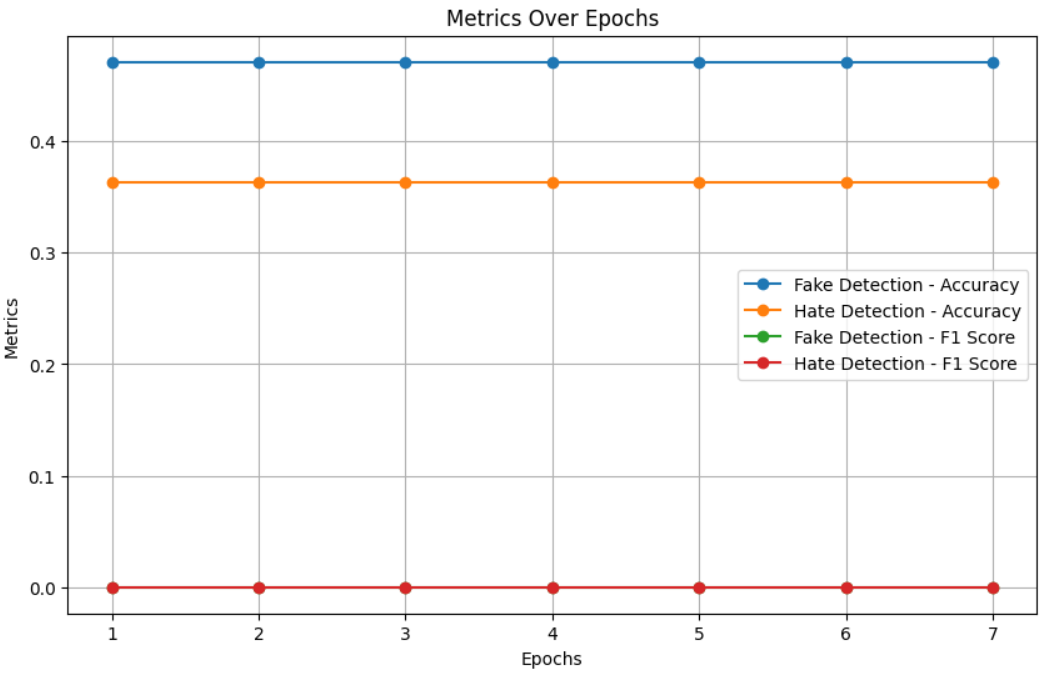 Metrics Over Epochs
Metrics
0.4
0.3
0.2
0.1
0.0
Fake Detection - Accuracy
Hate Detection - Accuracy
Fake Detection - F1 Score
Hate Detection - F1 Score
1 2 3 4 5 6 7
Epochs